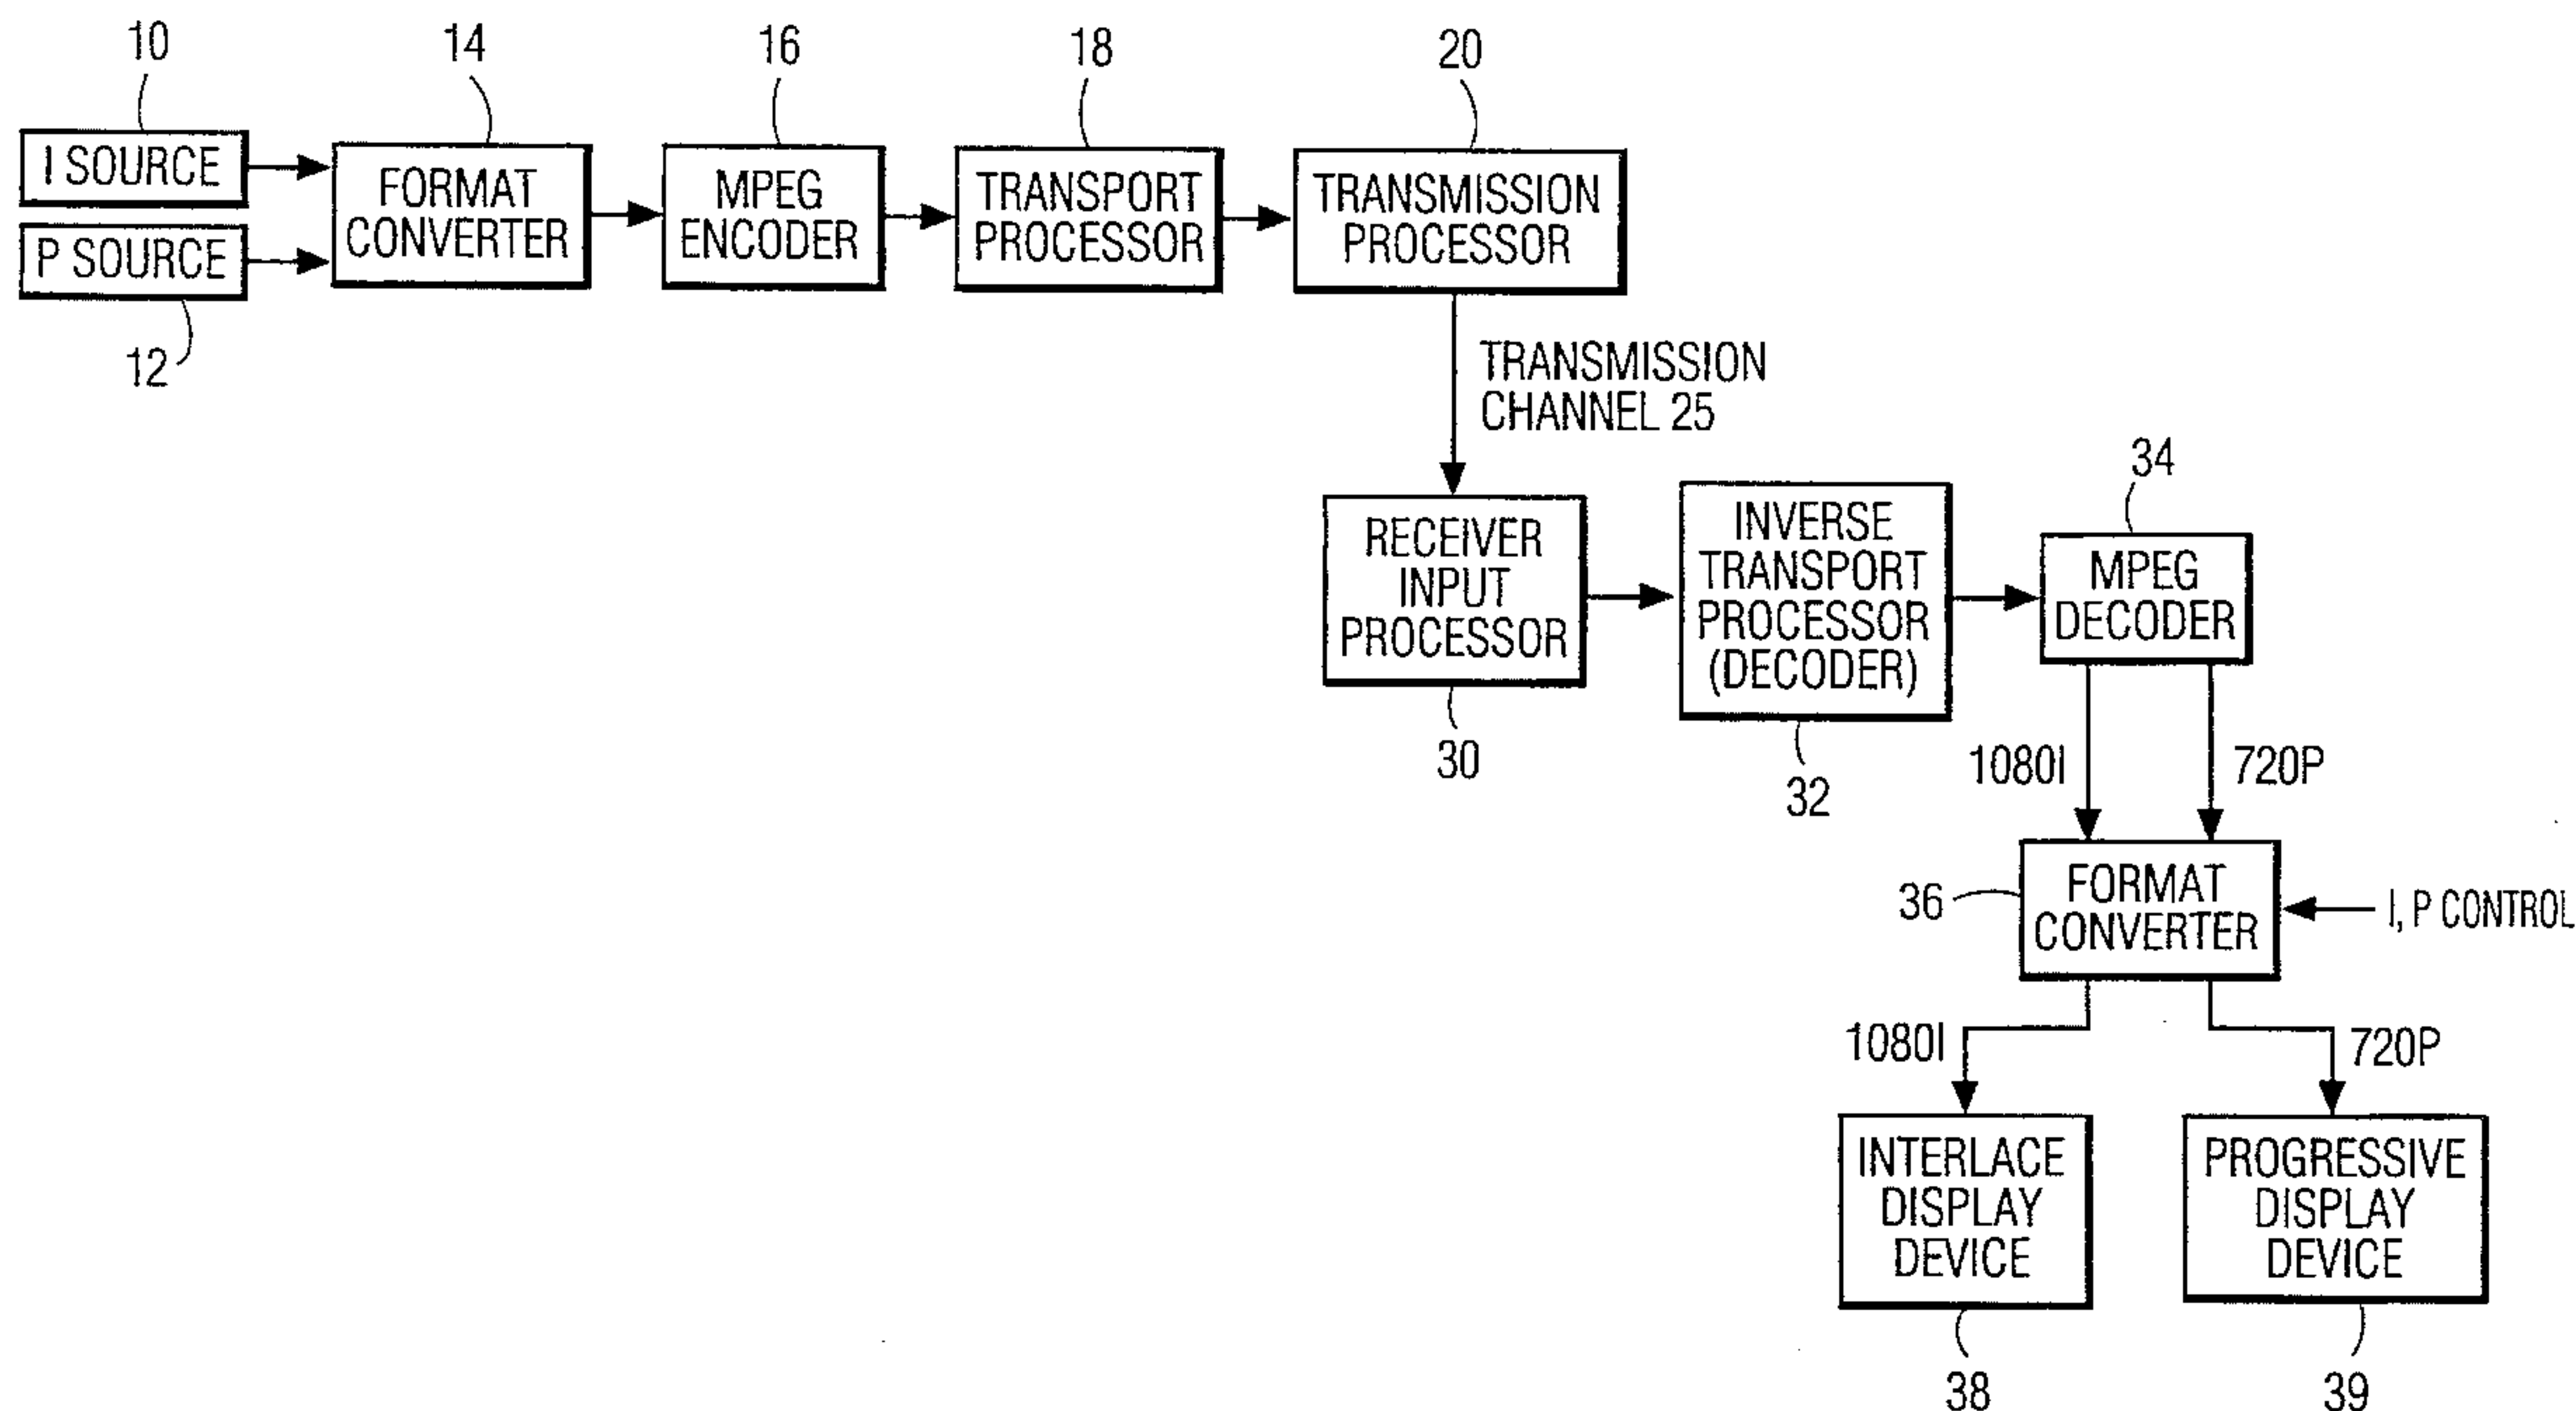 10
14
16
18
20
I SOURCE
P SOURCE
12
FORMAT
CONVERTER
MPEG
ENCODER
TRANSPORT
PROCESSOR
TRANSMISSION
PROCESSOR
TRANSMISSION
CHANNEL 25
RECEIVER
INPUT
PROCESSOR
30
INVERSE
TRANSPORT
PROCESSOR
(DECODER)
32
34
MPEG
DECODER
1080I
720P
36
FORMAT
CONVERTER
I, P CONTROL
1080I
720P
INTERLACE
DISPLAY
DEVICE
38
PROGRESSIVE
DISPLAY
DEVICE
39